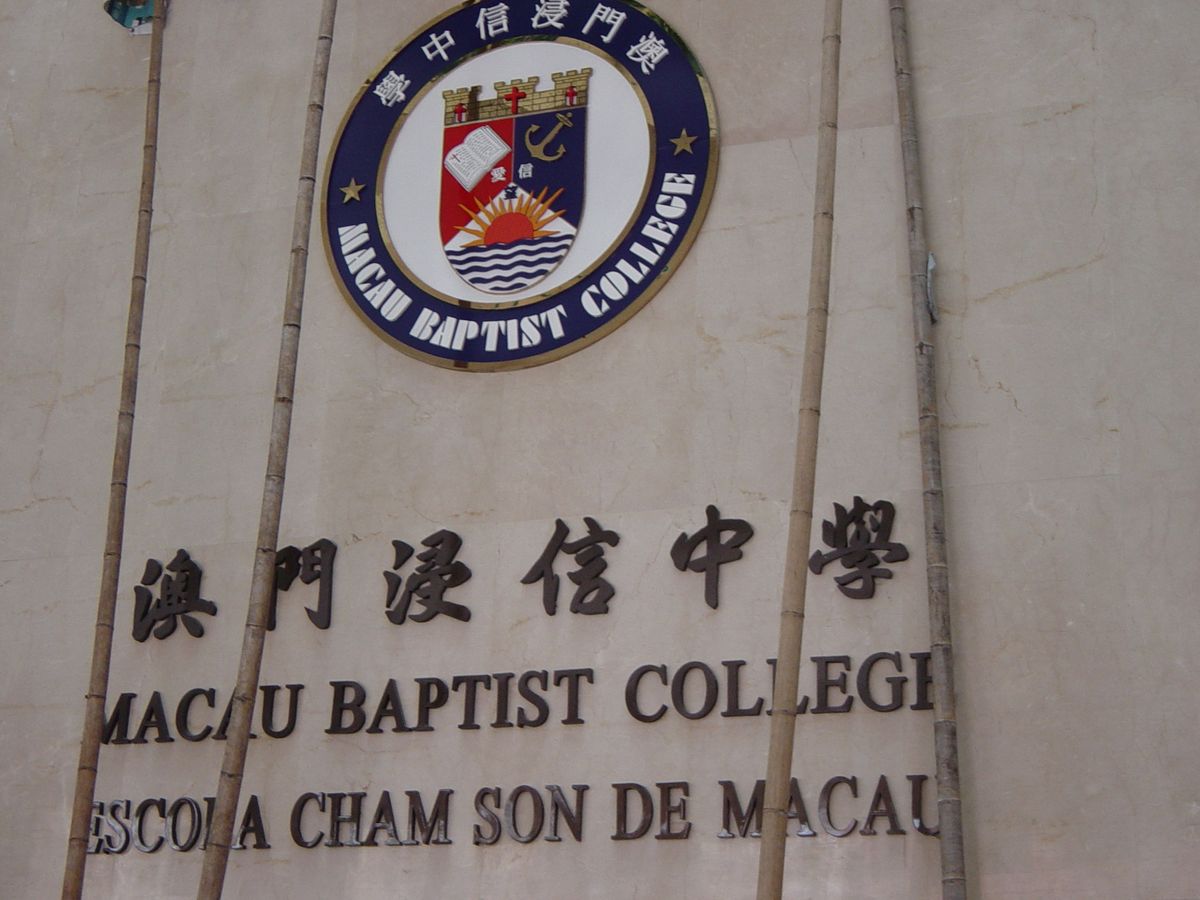 學中信浸門澳
愛 信
MACAU BAPTIST COLLEGE
澳門浸信中學
MACAU BAPTIST COLLEGE
ESCOLA CHAM SON DE MACAU